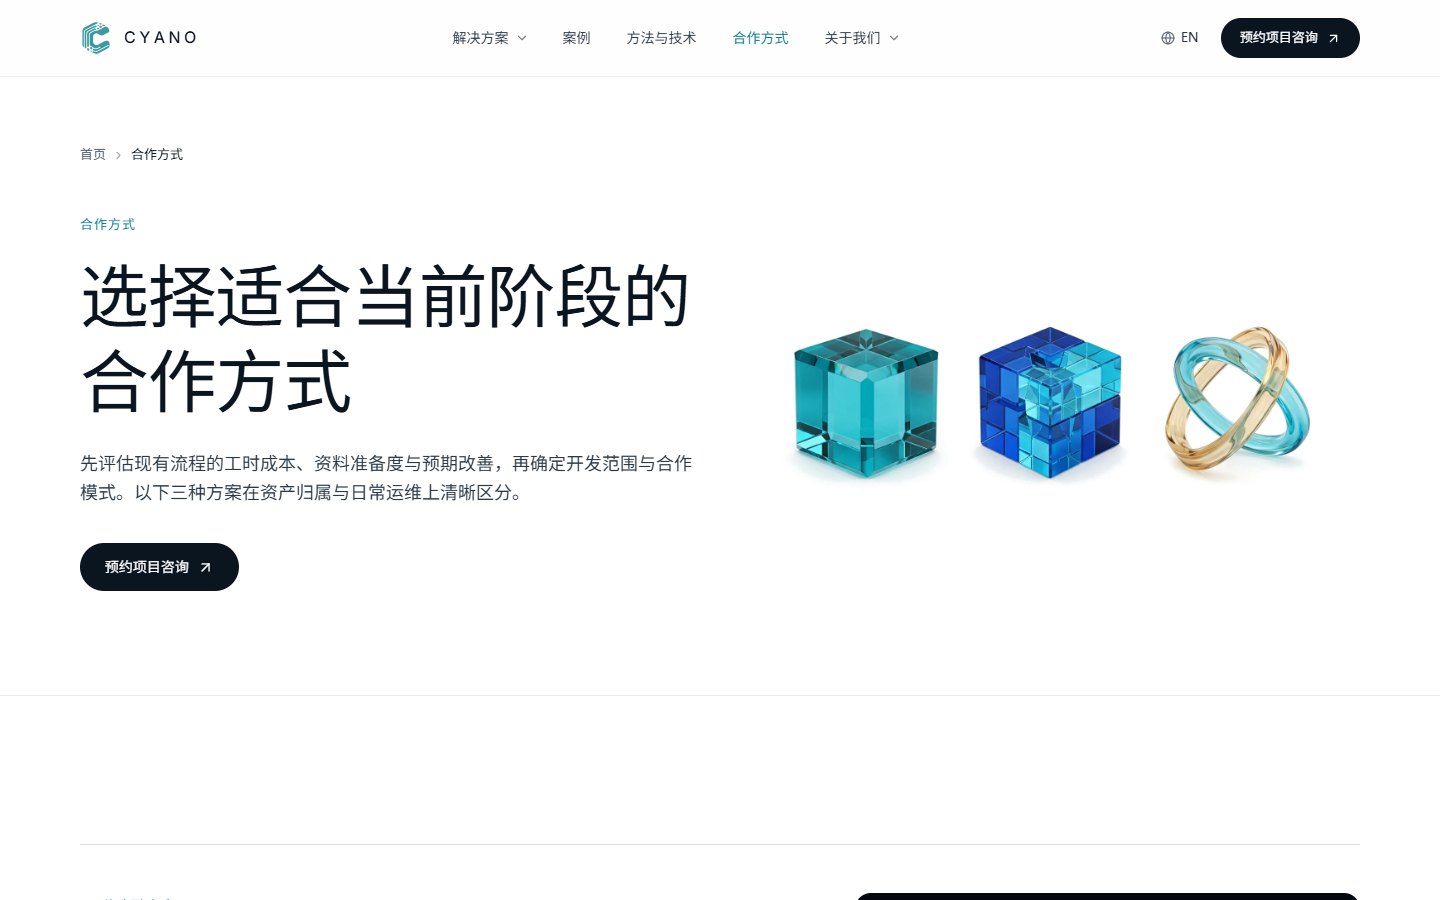 CYANO
解决方案
案例
方法与技术
合作方式
关于我们
EN
预约项目咨询
首页
合作方式
合作方式
选择适合当前阶段的
合作方式
先评估现有流程的工时成本、资料准备度与预期改善，再确定开发范围与合作
模式。以下三种方案在资产归属与日常运维上清晰区分。
预约项目咨询